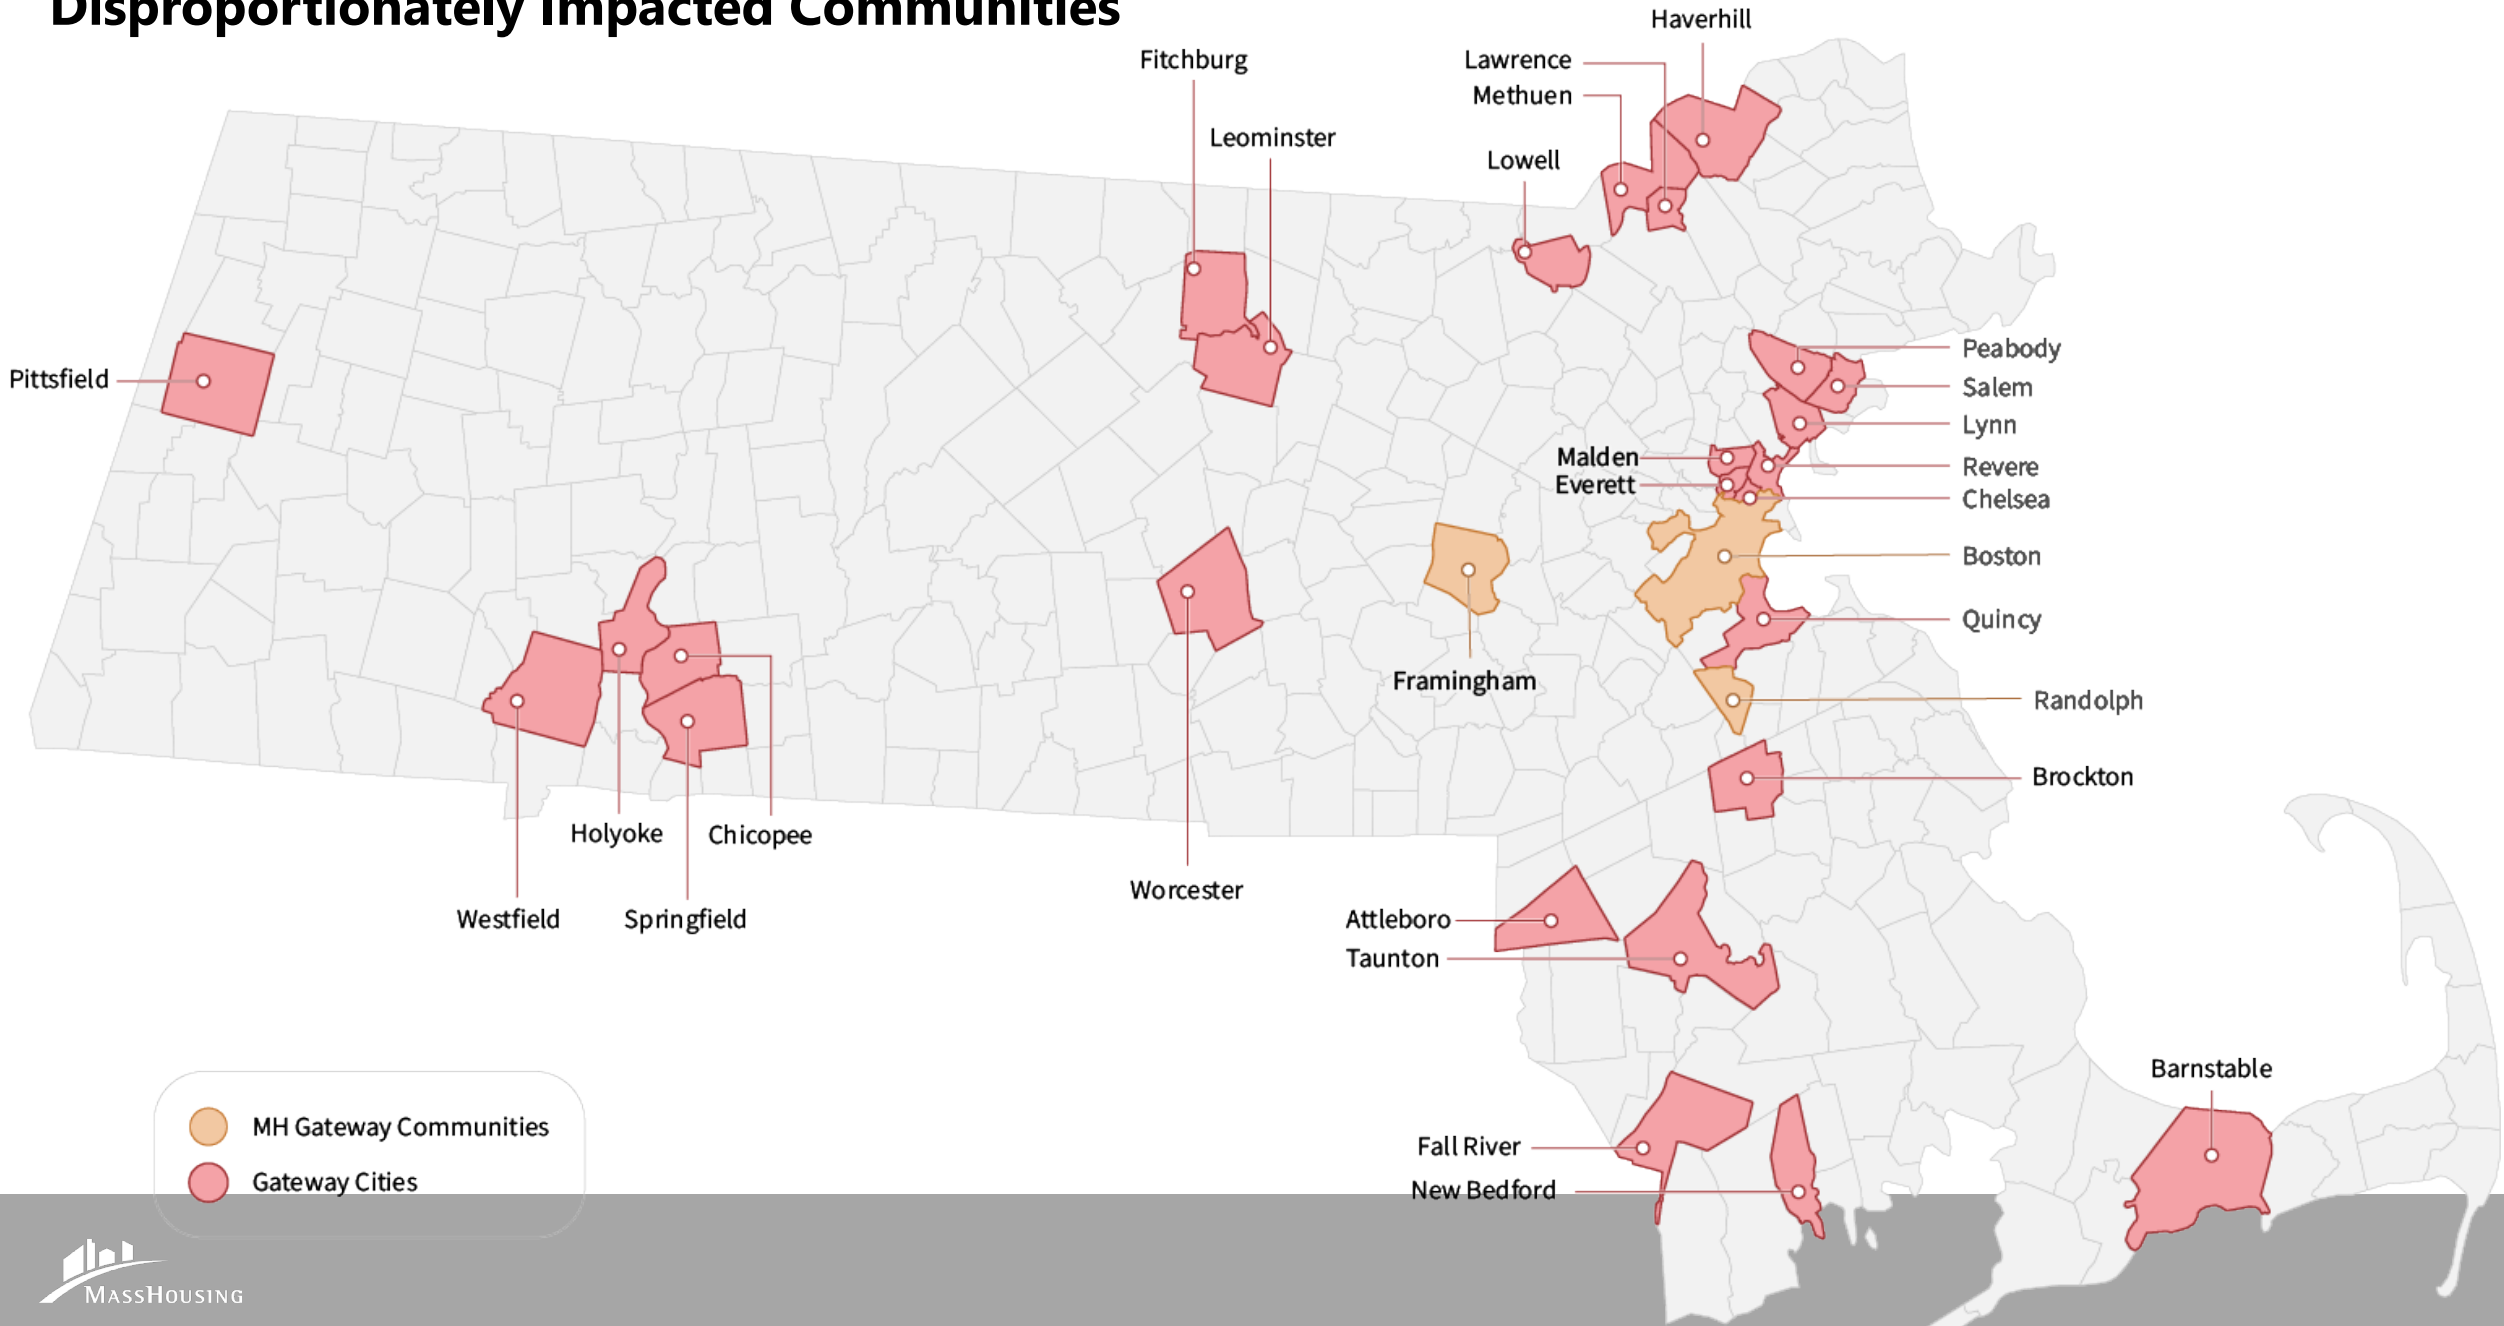 Disproportionately Impacted Communities
Haverhill
Fitchburg
Lawrence
Methuen
Leominster
Lowell
Peabody
Pittsfield
Salem
Lynn
Malden
Revere
Everett
Chelsea
Boston
Quincy
Framingham
Randolph
Brockton
Holyoke
Chicopee
Worcester
Westfield
Springfield
Attleboro
Taunton
Barnstable
MH Gateway Communities
Fall River
Gateway Cities
New Bedford
MASSHOUSING